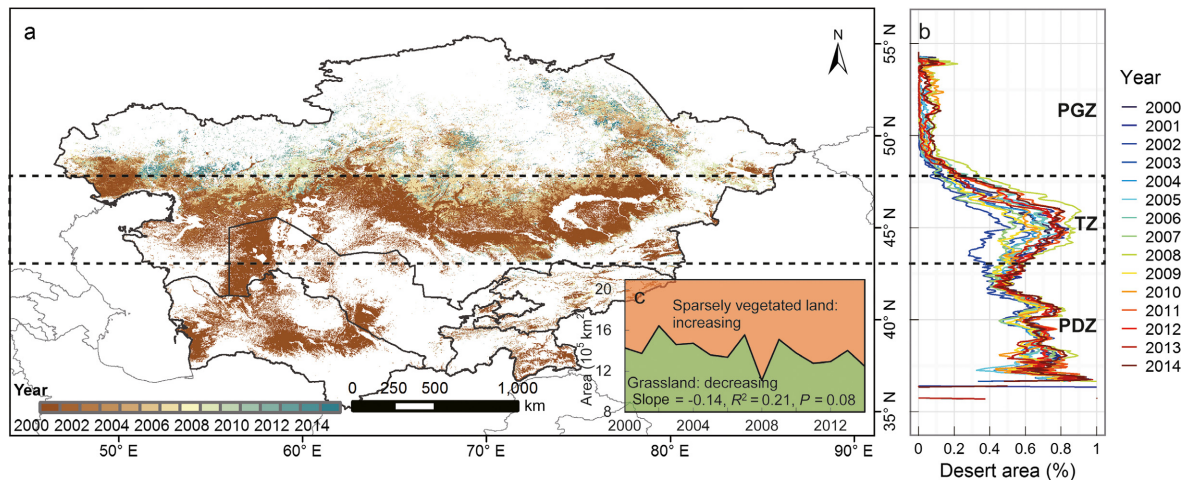 a
N
c
20
16
12
8
Area (10^5 km^2)
Sparsely vegetated land:
increasing
Grassland: decreasing
Slope = -0.14, R² = 0.21, P = 0.08
2000 2004 2008 2012
Year
2000 2002 2004 2006 2008 2010 2012 2014
0 250 500 1,000
km
50° E 60° E 70° E 80° E
55° N
50° N
45° N
40° N
35° N
b
PGZ
TZ
PDZ
0 0.2 0.4 0.6 0.8 1
Desert area (%)
Year
2000
2001
2002
2003
2004
2005
2006
2007
2008
2009
2010
2011
2012
2013
2014